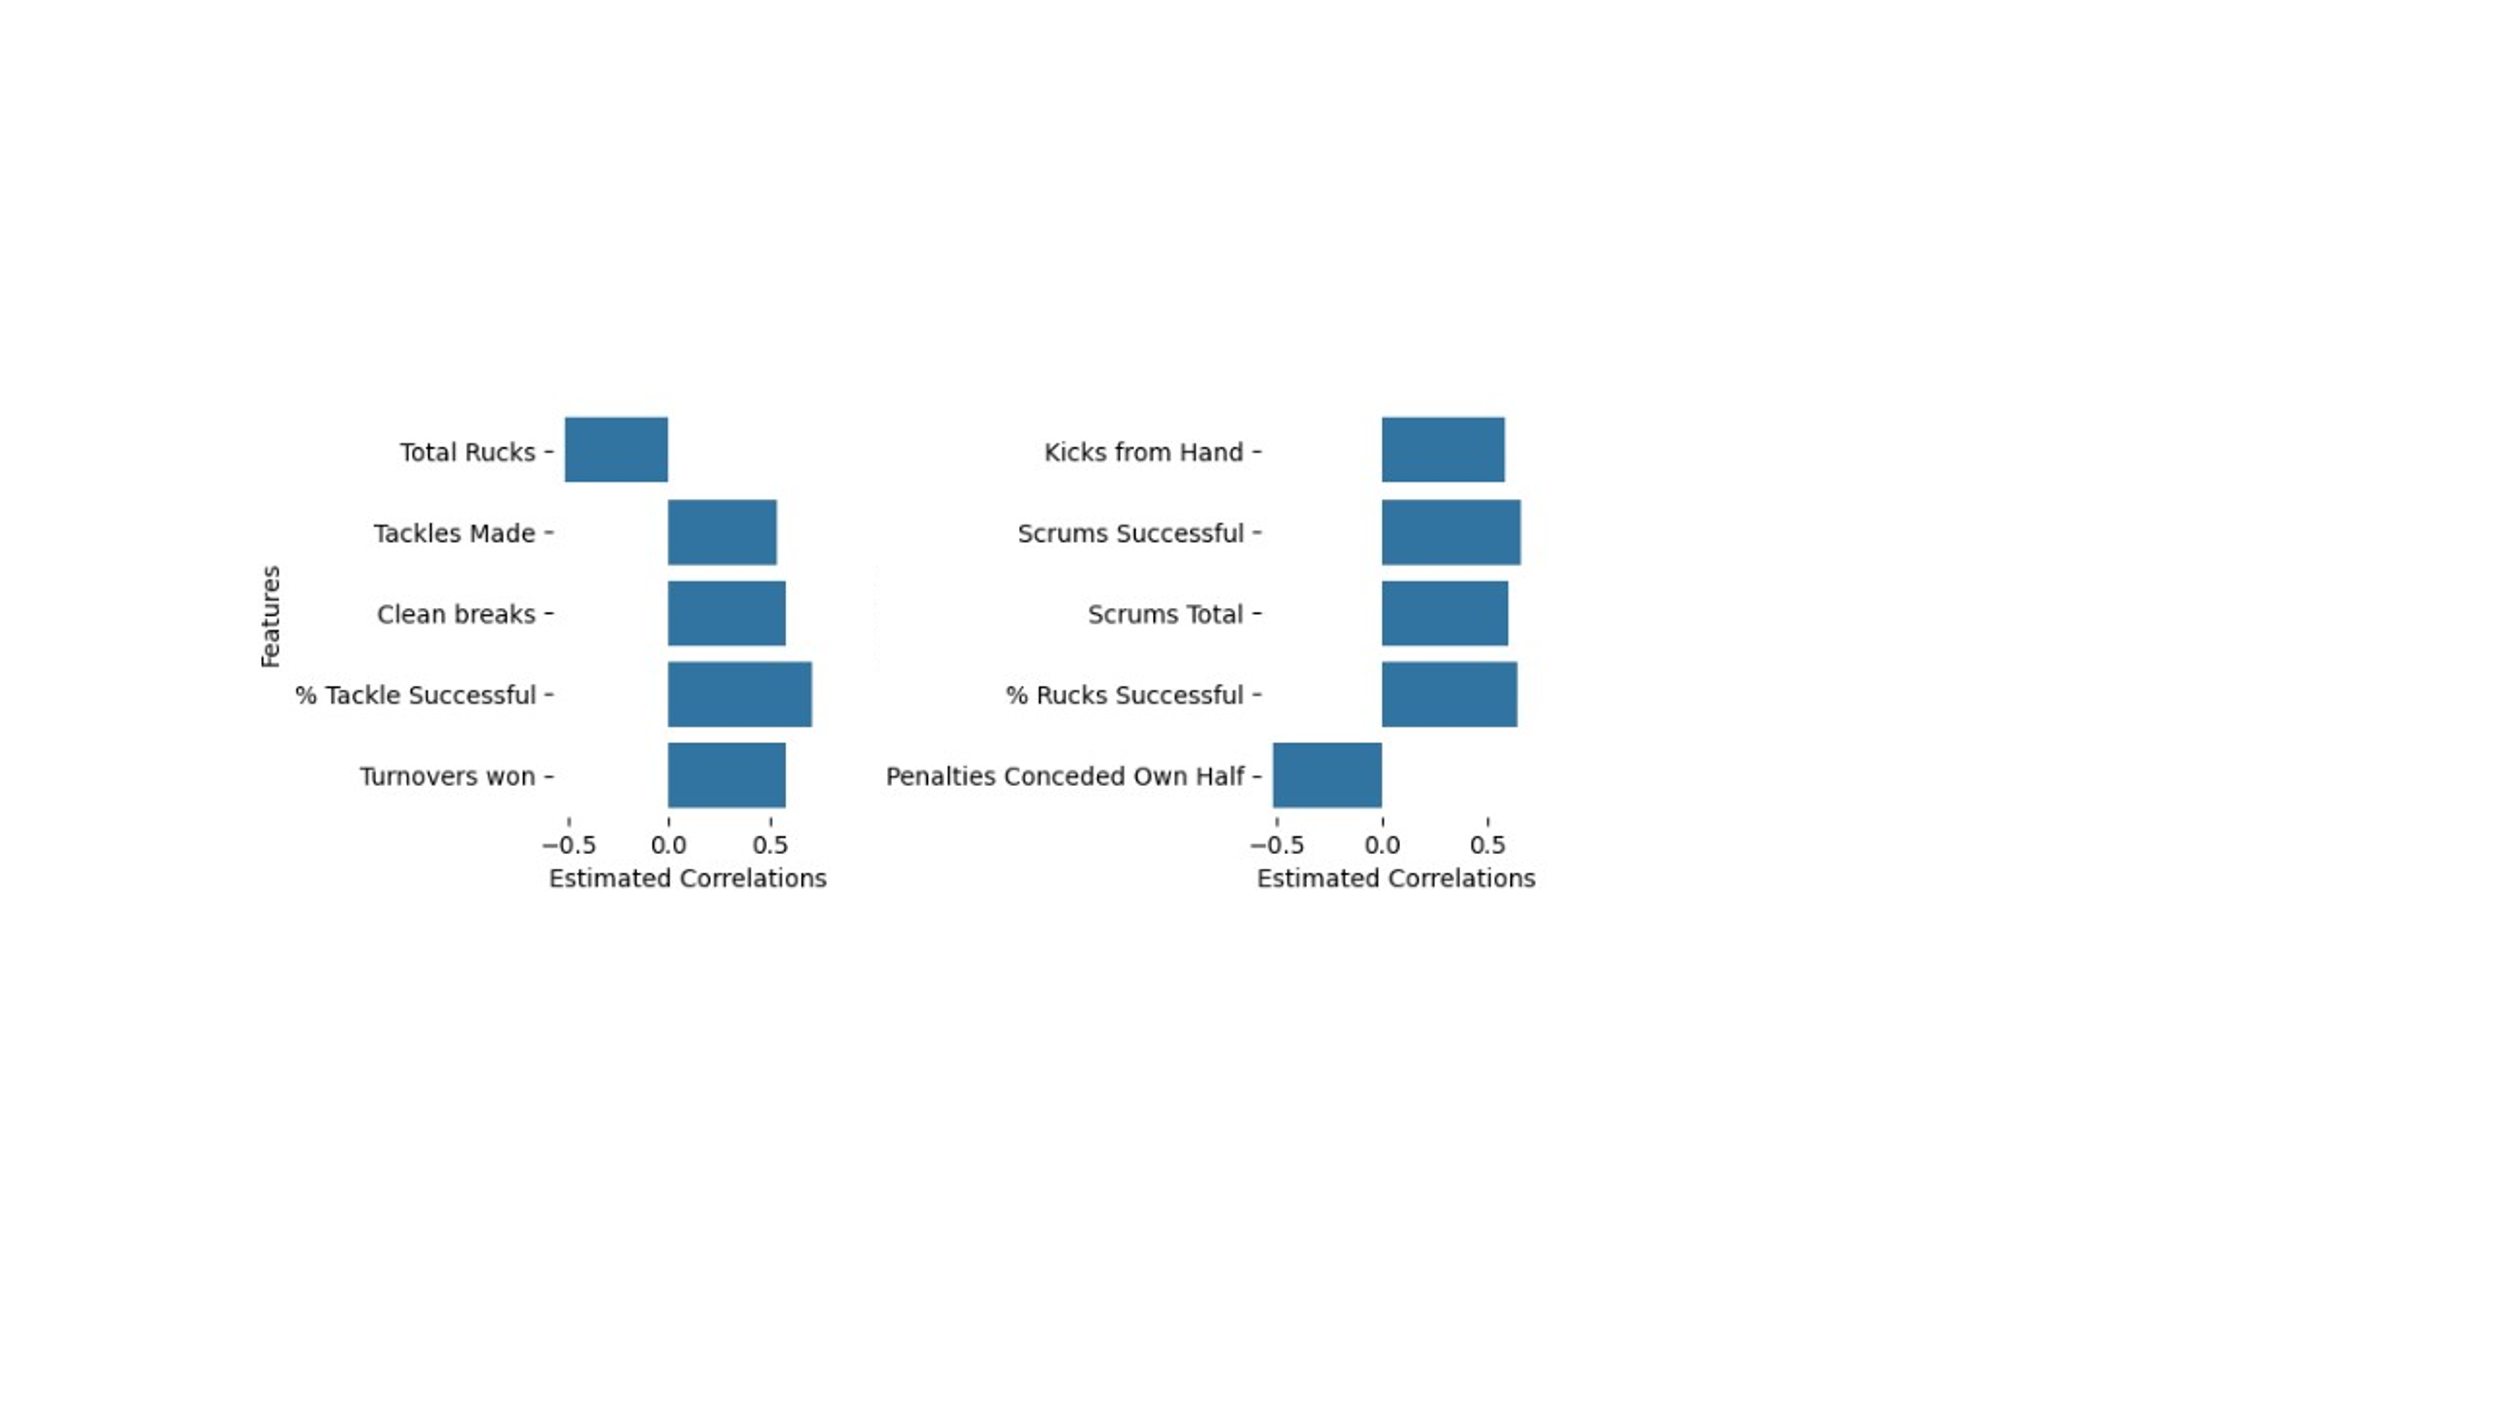 Features
Total Rucks
Tackles Made
Clean breaks
% Tackle Successful
Turnovers won
−0.5 0.0 0.5
Estimated Correlations
Kicks from Hand
Scrums Successful
Scrums Total
% Rucks Successful
Penalties Conceded Own Half
−0.5 0.0 0.5
Estimated Correlations